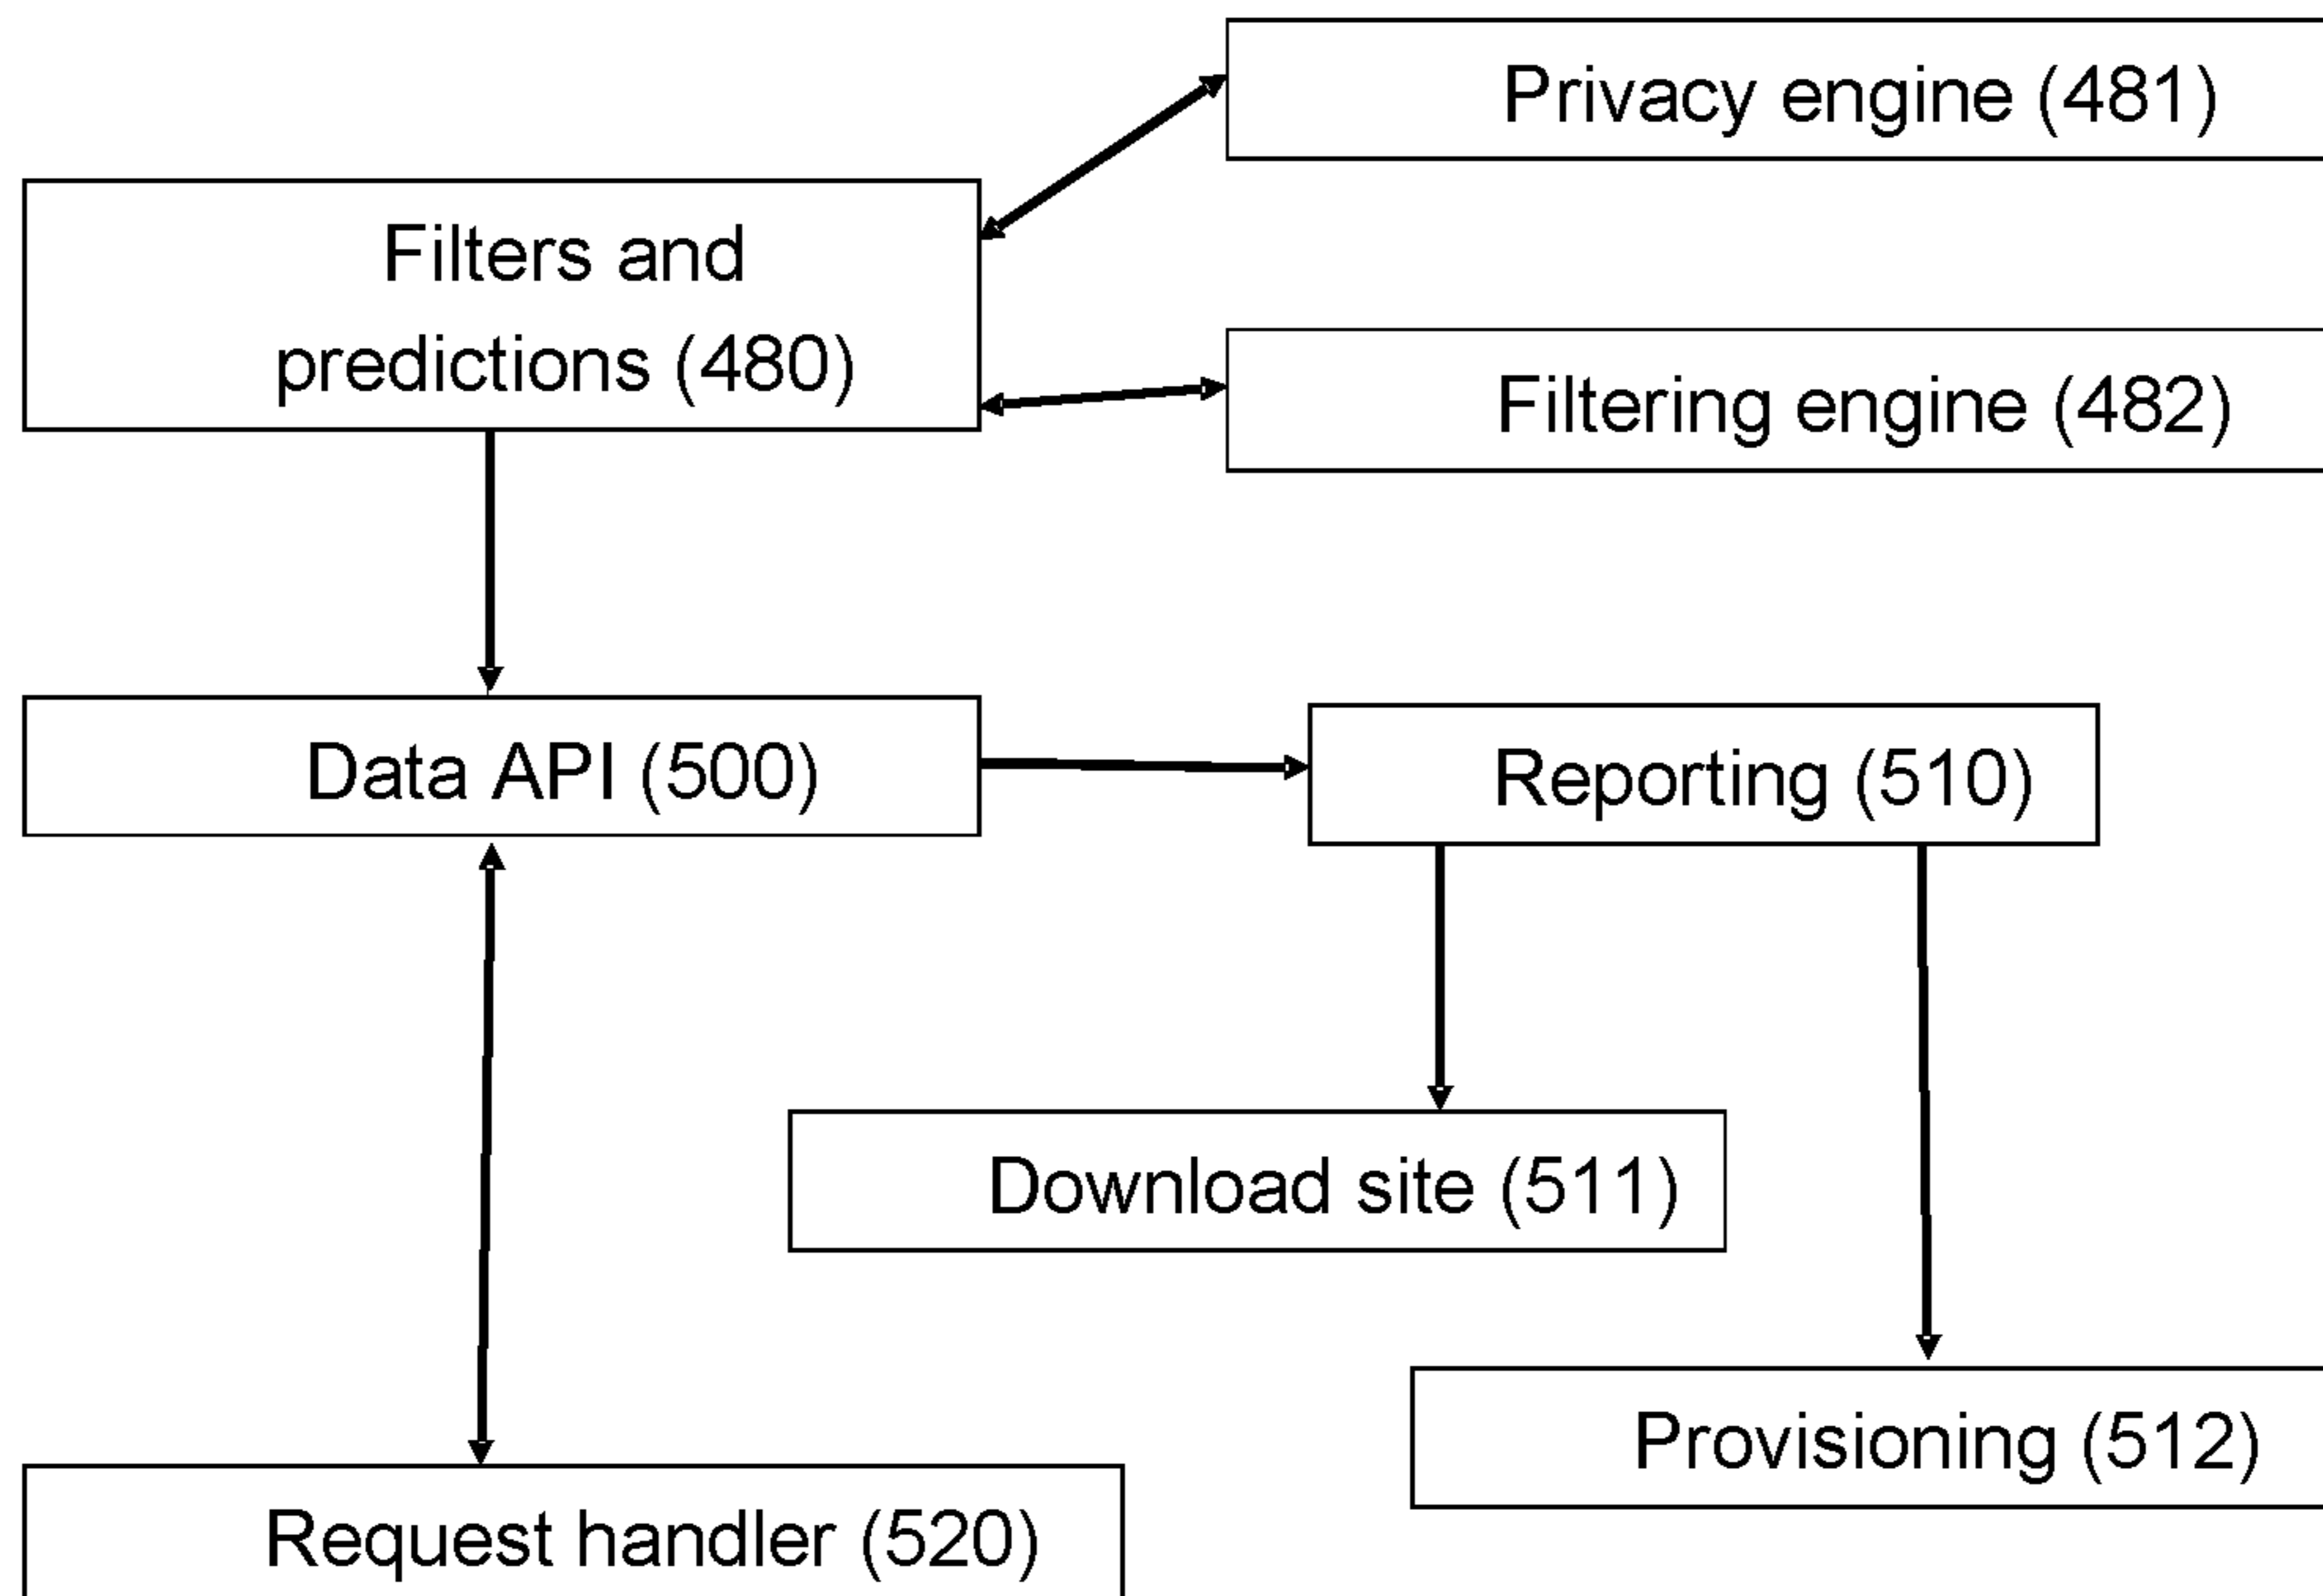 Privacy engine (481)
Filters and
predictions (480)
Filtering engine (482)
Data API (500)
Reporting (510)
Download site (511)
Provisioning (512)
Request handler (520)